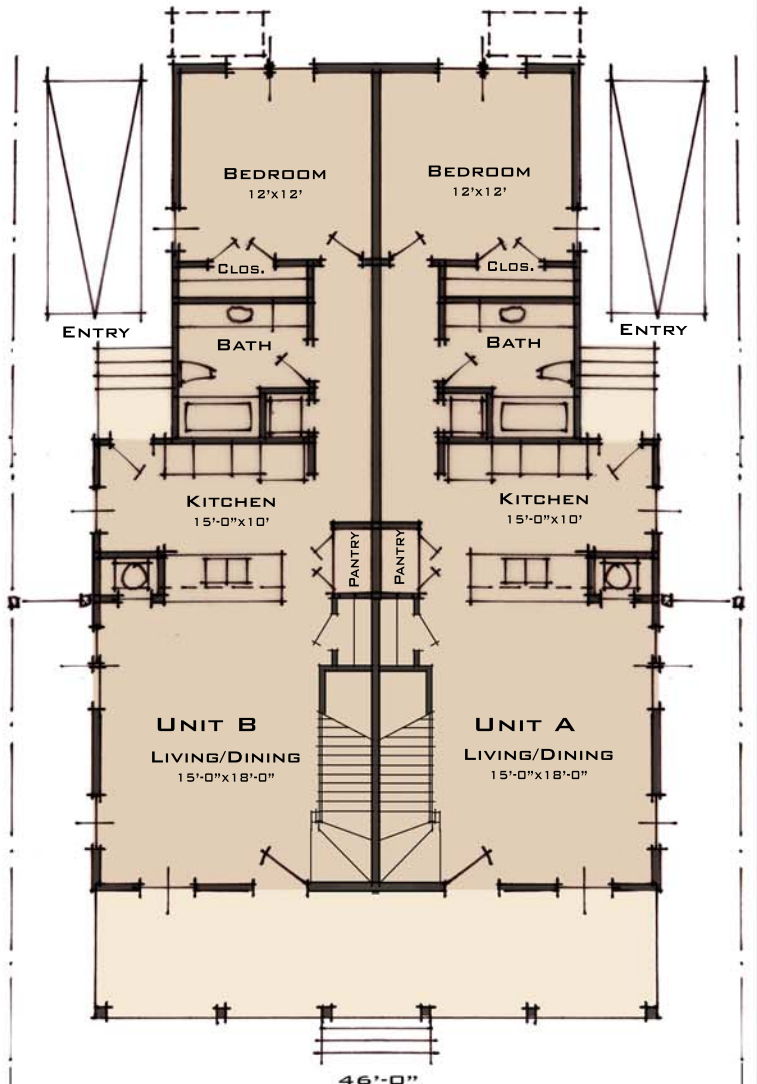 BEDROOM
12'x12'
BEDROOM
12'x12'
CLOS.
CLOS.
ENTRY
ENTRY
BATH
BATH
KITCHEN
15'-0"x10'
KITCHEN
15'-0"x10'
PANTRY
PANTRY
UNIT B
LIVING/DINING
15'-0"x18'-0"
UNIT A
LIVING/DINING
15'-0"x18'-0"
46'-0"